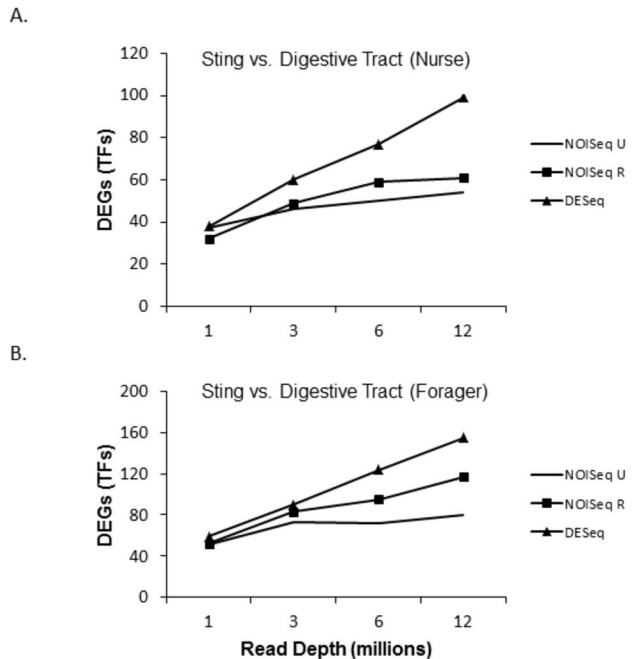 A.
Sting vs. Digestive Tract (Nurse)
DEGs (TFs)
120
100
80
60
40
20
0
1 3 6 12
NOISeq U
NOISeq R
DESeq
B.
Sting vs. Digestive Tract (Forager)
DEGs (TFs)
200
160
120
80
40
0
1 3 6 12
Read Depth (millions)
NOISeq U
NOISeq R
DESeq